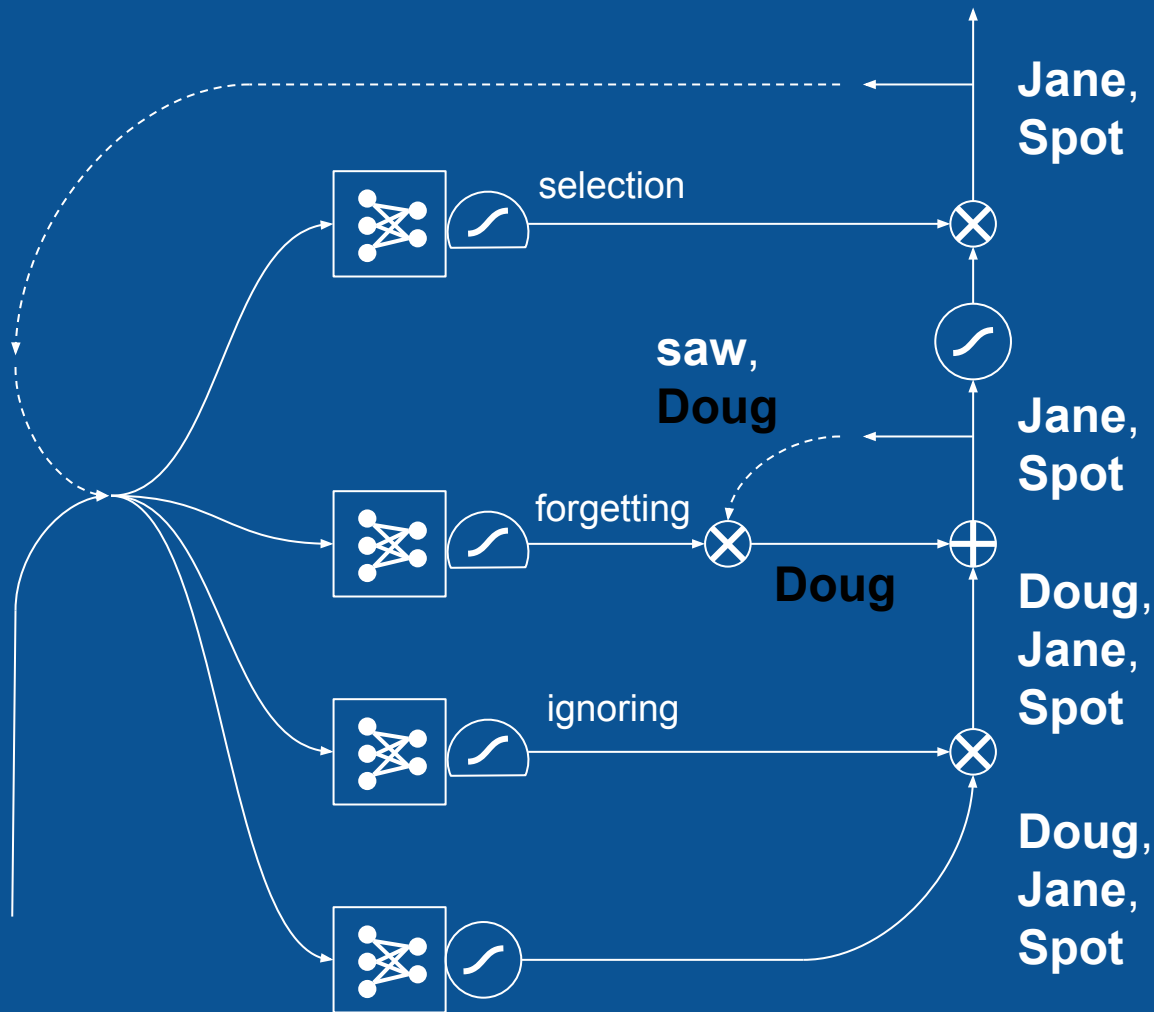 Jane,
Spot
selection
saw,
Doug
Jane,
Spot
forgetting
Doug
Doug,
Jane,
Spot
ignoring
Doug,
Jane,
Spot